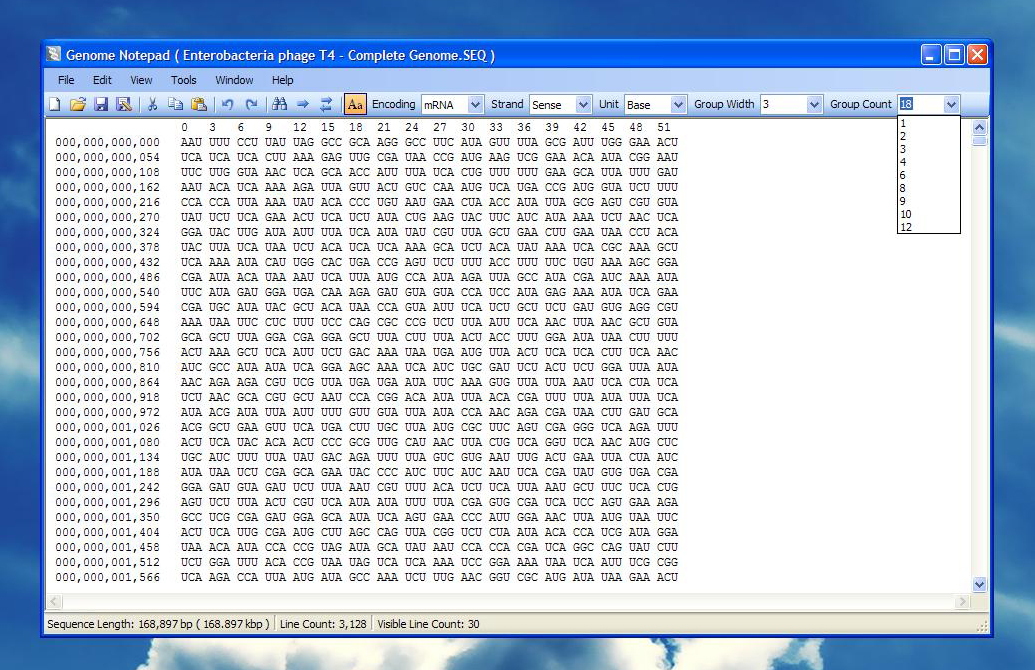 Genome Notepad ( Enterobacteria phage T4 - Complete Genome.SEQ )
File Edit View Tools Window Help
Aa Encoding mRNA Strand Sense Unit Base Group Width 3 Group Count 18
1
2
3
4
6
8
9
10
12
0 3 6 9 12 15 18 21 24 27 30 33 36 39 42 45 48 51
000,000,000,000 AAU UUU CCU UAU UAG GCC GCA AGG GCC UUC AUA GUU UUA GCG AUU UGG GAA ACU
000,000,000,054 UCA UCA UCA CUU AAA GAG UUG CGA UAA CCG AUG AAG UCG AUA ACA AUA CGG AAU
000,000,000,108 UUC UUG GUA AAC UCA GCA ACC AUU UUA UCA CUG UUU UUU GAA GCA UUA UUU GAU
000,000,000,162 AAU ACA UCA AAA AGA UUA GUU ACU GUC CAA AUG UCA UGA CCG AUG GUA UCU UUU
000,000,000,216 CCA CCA UUA AAA UAU ACA CCC UGU AAU GAA CUA ACC AUA UUA GCG AGU CGU GUA
000,000,000,270 UAU UCU UCA GAA ACU UCA UCU AUA CUG AAG UAC UUC AUC AUA AAA UCU AAC UCA
000,000,000,324 GGA UAC UUG AUA UAU UUA UCA UUA UAU CGU UUA GCU GAA CUU GAA UAA CCU ACA
000,000,000,378 UAC UUA UCA UAA UCU ACA UCA UCA AAA GCA UCU ACA UAU AAA UCA CGC AAA GCU
000,000,000,432 UCA AAA AUA CAU UGG CAC UGA CCG AGU UCU UUU ACC UUU UUC UGU AAA AGC GGA
000,000,000,486 CGA AUA ACA UAA AAU UCA UUA AUG CCA AUA AGA UUA GCC AUA CGA AUC AAA AUA
000,000,000,540 UUC AUA GAU GGA UGA CAA AGA GAU GUA GUA CCA UCC AUA GAG AAA AUA UCA GAA
000,000,000,594 CGA UGC AUA UAC GCU ACA UAA CCA GUA AUU UCA UCU GCU UCU GAU GUG AGG CGU
000,000,000,648 AAA UAA UUC CUC UUU UCC CAG CGC CCG UCU UUA AUU UCA AAC UUA AAC GCU GUA
000,000,000,702 GCA GCU UUA GGA CGA GGA GCU UUA CUU UUA ACU ACC UUU GGA AUA UAA CUU UUU
000,000,000,756 ACU AAA GCU UCA AUU UCU GAC AAA UAA UGA AUG UUA ACU UCA UCA CUU UCA AAC
000,000,000,810 AUC GCC AUA AUA UCA GGA AGC AAA UCA UCU UGC GAU UCU ACU UCU GGA UUA AUA
000,000,000,864 AAC AGA AGA CGU UCG UUA UGA UGA AUA UUC AAA GUG UUA UUA AAU UCA CUA UCA
000,000,000,918 UCU AAC GCA CGU GCU AAU CCA CGG ACA AUA UUA ACA CGA UUU UUA AUA UUA UCA
000,000,000,972 AUA ACG AUA UUA AUU UUU GUU GUA UUA AUA CCA AAC AGA CGA UAA CUU GAU GCA
000,000,001,026 ACG GCU GAA GUU UCA UGA CUU UGC UUA AUG CGC UUC AGU CGA GGG UCA AGA UUU
000,000,001,080 ACU UCA UAC ACA ACU CCC GCG UUG CAU AAC UUA CUG UCA GGU UCA AAC AUG CUC
000,000,001,134 UGC AUC UUU UUA UAU GAC AGA UUU UUA GUC GUG AAU UUG ACU GAA UUA CUA AUC
000,000,001,188 AUA UAA UCU CGA GCA GAA UAC CCC AUC UUC AUC AAU UCA CGA UAU GUG UGA CGA
000,000,001,242 GGA GAU GUA GAU UCU UUA AAU CGU UUU ACA UCU UCA UUA AAU GCU UUC UCA CUG
000,000,001,296 AGU UCU UUA ACU CGU UCA AUA AUA UUU UUA CGA GUG CGA UCA UCC AGU GAA AGA
000,000,001,350 GCC UCG CGA GAU GGA GCA AUA UCA AGU GAA CCC AUU GGA AAC UUA AUG UAA UUC
000,000,001,404 ACU UCA UUG CGA AUG CUU AGC CAG UUA CGG UCU CUA AUA ACA CCA UCG AUA GGA
000,000,001,458 UAA ACA AUA CCA CCG UAG AUA GCA UAU AAU CCA CCA CGA UCA GGC CAG UAU CUU
000,000,001,512 UCU GGA UUU ACA CCG UAA UAG UCA UCA AAA UCC GGA AAA UAA UCA UUU UCG CGG
000,000,001,566 UCA AGA CCA UUA AUG AUA GCC AAA UCU UUG AAC GGU CGC AUG AUA UAA GAA ACU
Sequence Length: 168,897 bp ( 168.897 kbp ) Line Count: 3,128 Visible Line Count: 30